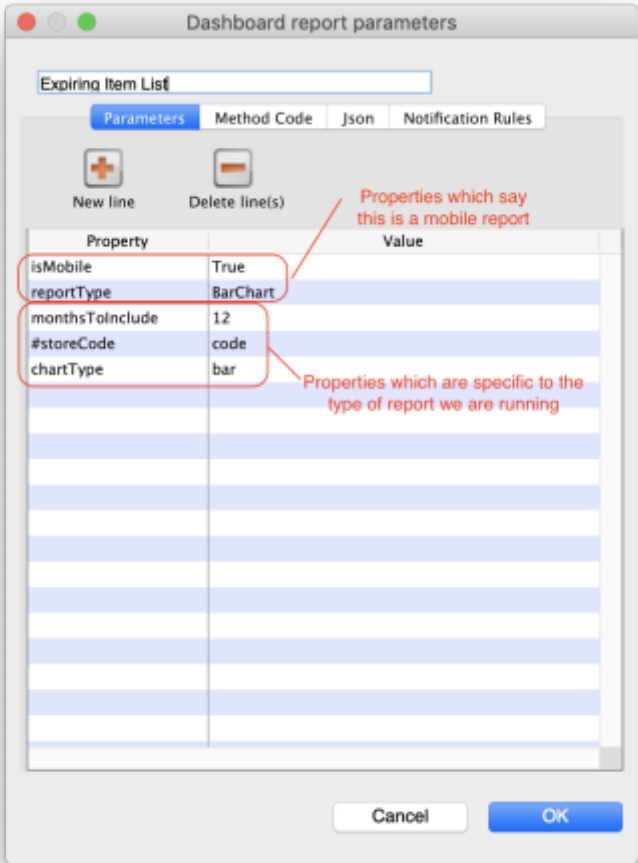 Dashboard report parameters
Expiring Item List
Parameters Method Code Json Notification Rules
New line Delete line(s)
Properties which say
this is a mobile report
Property Value
isMobile True
reportType BarChart
monthsToInclude 12
#storeCode code
chartType bar
Properties which are specific to the
type of report we are running
Cancel OK